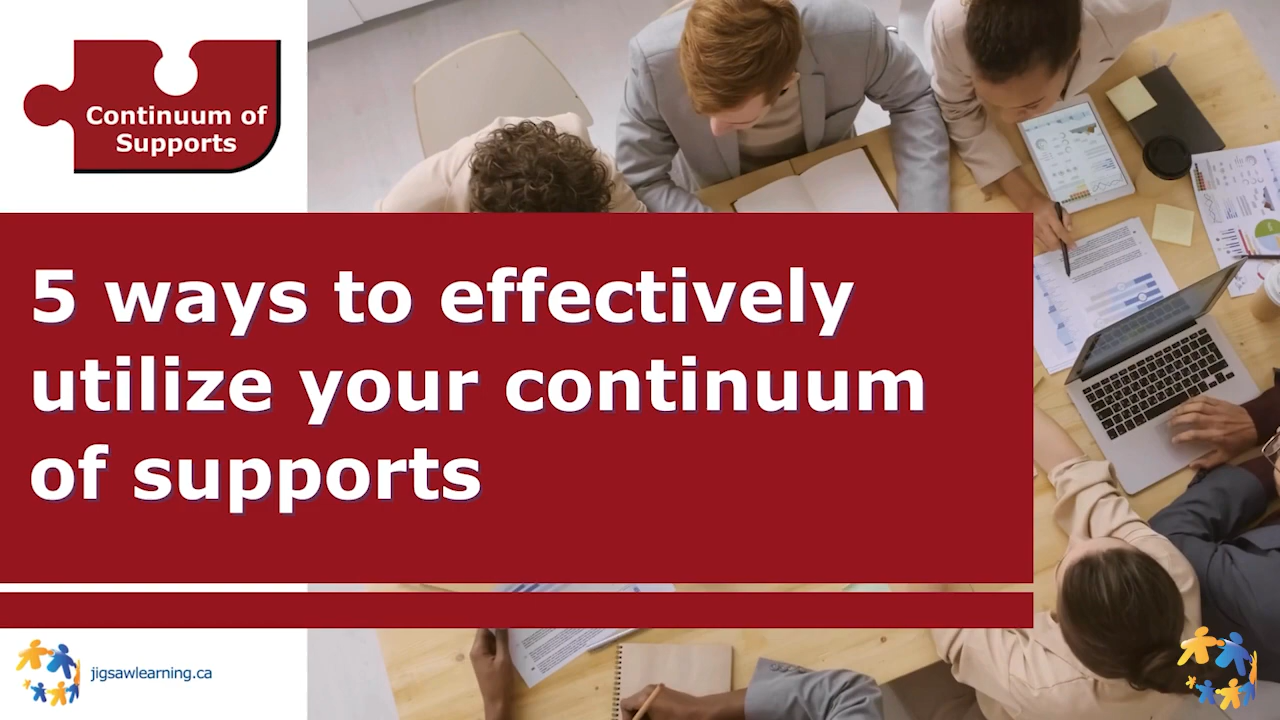 Continuum of
Supports
5 ways to effectively
utilize your continuum
of supports
jigsawlearning.ca